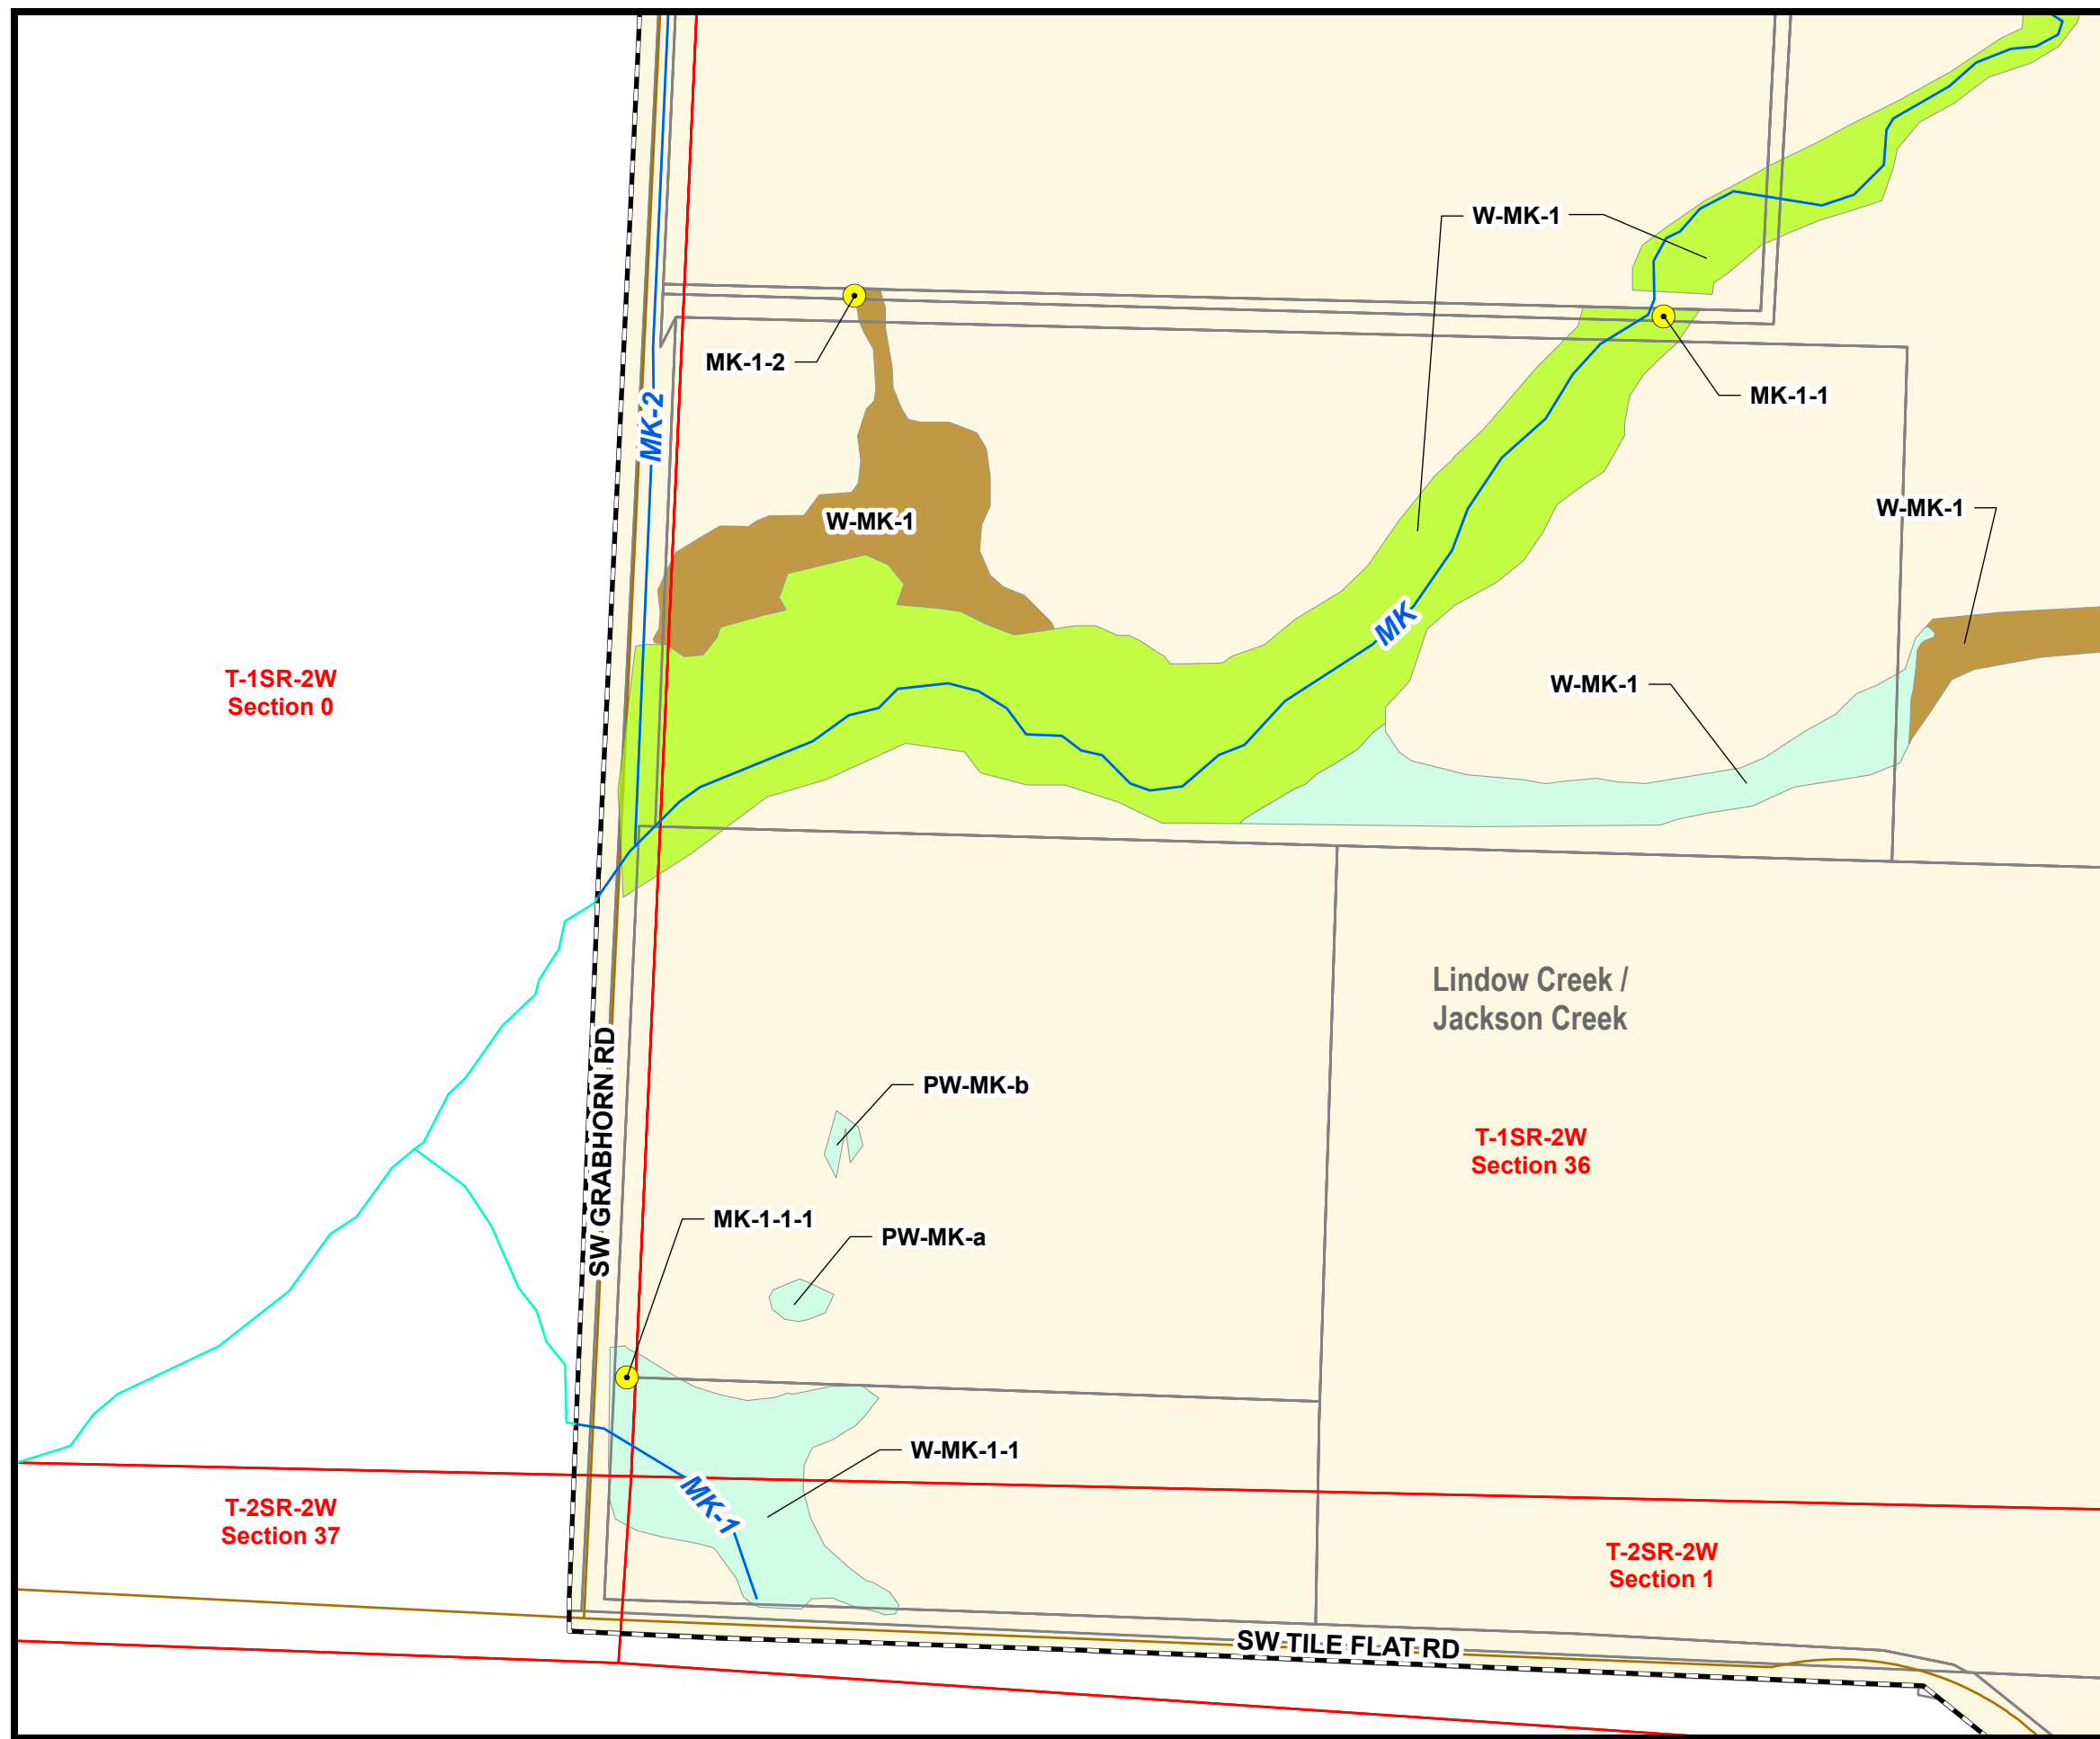 W-MK-1
MK-1-2
MK-1-1
MK-2
W-MK-1
W-MK-1
MK
T-1SR-2W
Section 0
W-MK-1
Lindow Creek /
Jackson Creek
PW-MK-b
T-1SR-2W
Section 36
SW GRABHORN RD
MK-1-1-1
PW-MK-a
W-MK-1-1
MK-1
T-2SR-2W
Section 37
T-2SR-2W
Section 1
SW TILE FLAT RD